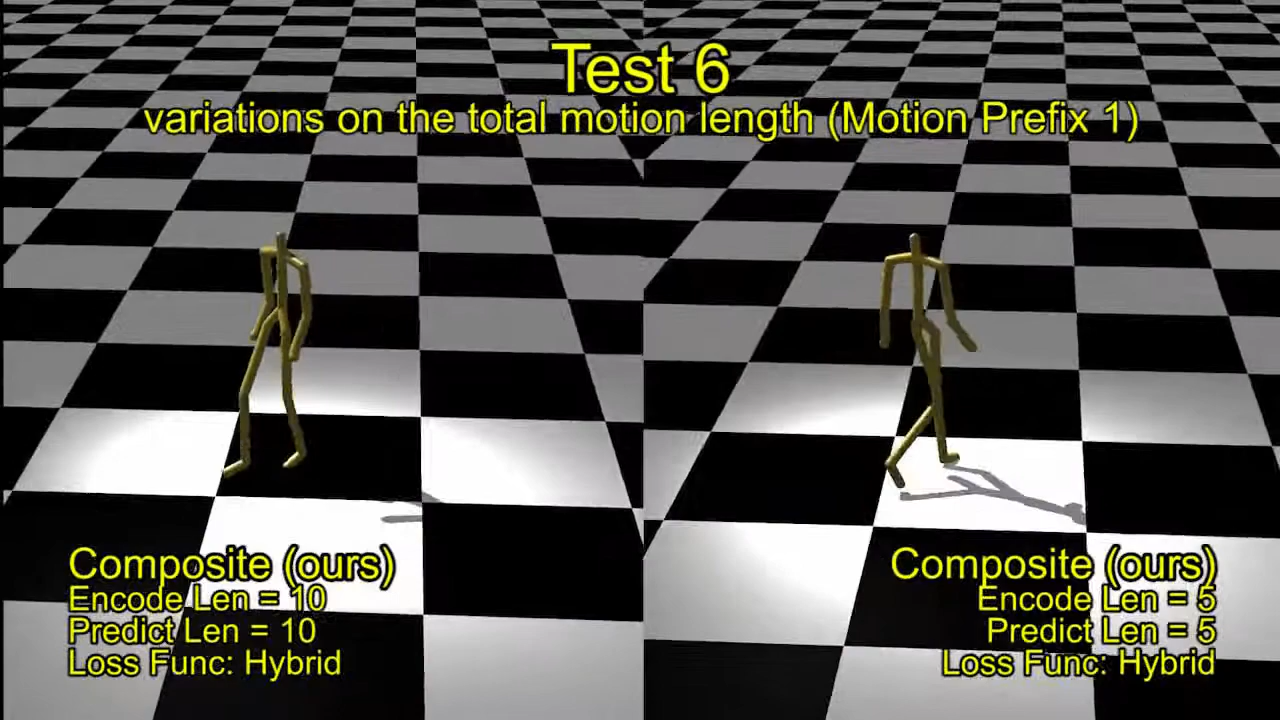 Test 6
variations on the total motion length (Motion Prefix 1)
Composite (ours)
Encode Len = 10
Predict Len = 10
Loss Func: Hybrid
Composite (ours)
Encode Len = 5
Predict Len = 5
Loss Func: Hybrid